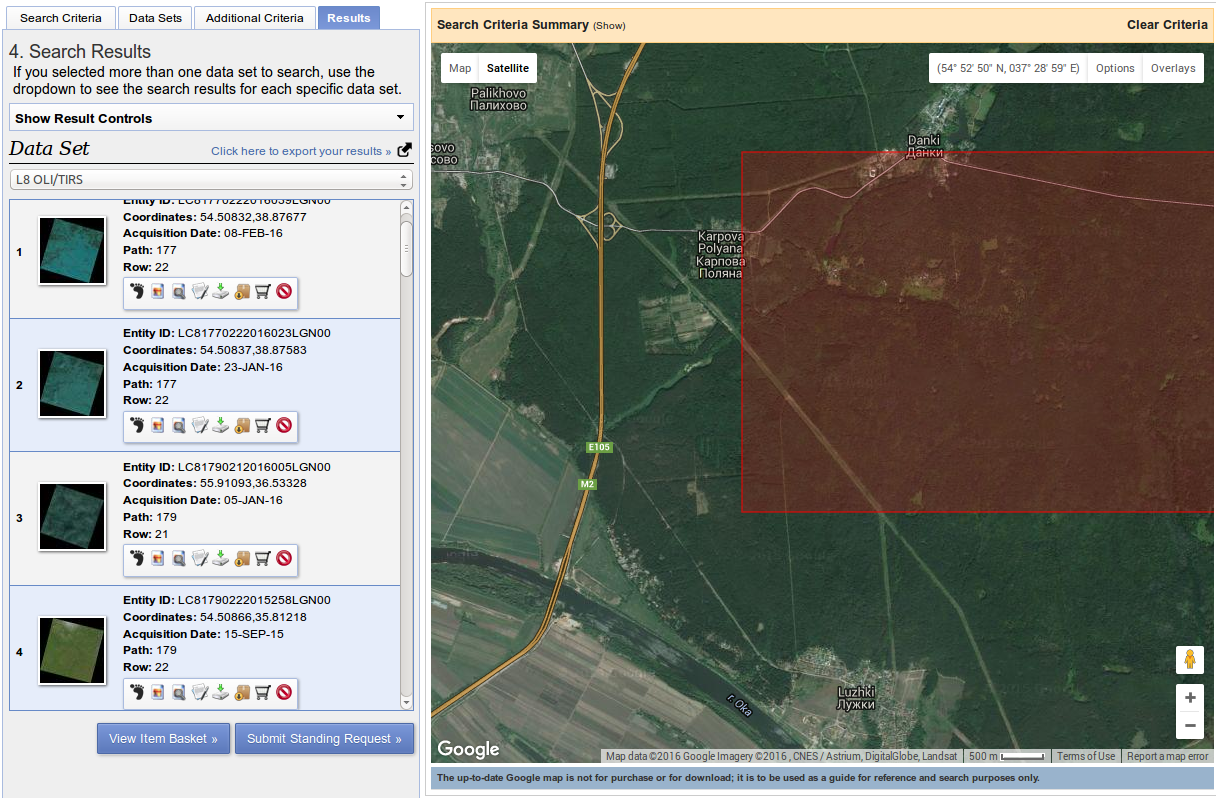 Search Criteria
Data Sets
Additional Criteria
Results
4. Search Results
If you selected more than one data set to search, use the
dropdown to see the search results for each specific data set.
Show Result Controls
Data Set
Click here to export your results »
L8 OLI/TIRS
1
Entity ID: LC81770222016039LGN00
Coordinates: 54.50832,38.87677
Acquisition Date: 08-FEB-16
Path: 177
Row: 22
2
Entity ID: LC81770222016023LGN00
Coordinates: 54.50837,38.87583
Acquisition Date: 23-JAN-16
Path: 177
Row: 22
3
Entity ID: LC81790212016005LGN00
Coordinates: 55.91093,36.53328
Acquisition Date: 05-JAN-16
Path: 179
Row: 21
4
Entity ID: LC81790222015258LGN00
Coordinates: 54.50866,35.81218
Acquisition Date: 15-SEP-15
Path: 179
Row: 22
View Item Basket »
Submit Standing Request »
Search Criteria Summary (Show)
Clear Criteria
Map
Satellite
(54° 52' 50" N, 037° 28' 59" E)
Options
Overlays
Palikhovo
Палихово
sovo
сово
Danki
Данки
Karpova
Polyana
Карпова
Поляна
E105
M2
Luzhki
Лужки
г. Oka
Google
Map data ©2016 Google Imagery ©2016 , CNES / Astrium, DigitalGlobe, Landsat
500 m
Terms of Use
Report a map error
The up-to-date Google map is not for purchase or for download; it is to be used as a guide for reference and search purposes only.